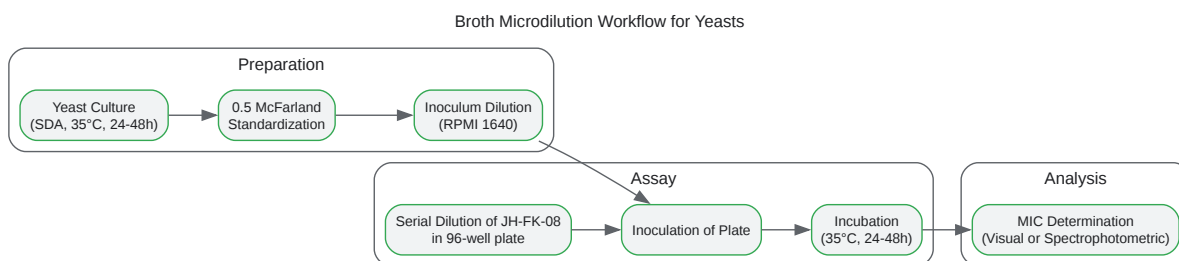 Broth Microdilution Workflow for Yeasts
Preparation
Yeast Culture
(SDA, 35°C, 24-48h)
0.5 McFarland
Standardization
Inoculum Dilution
(RPMI 1640)
Assay
Serial Dilution of JH-FK-08
in 96-well plate
Inoculation of Plate
Incubation
(35°C, 24-48h)
Analysis
MIC Determination
(Visual or Spectrophotometric)